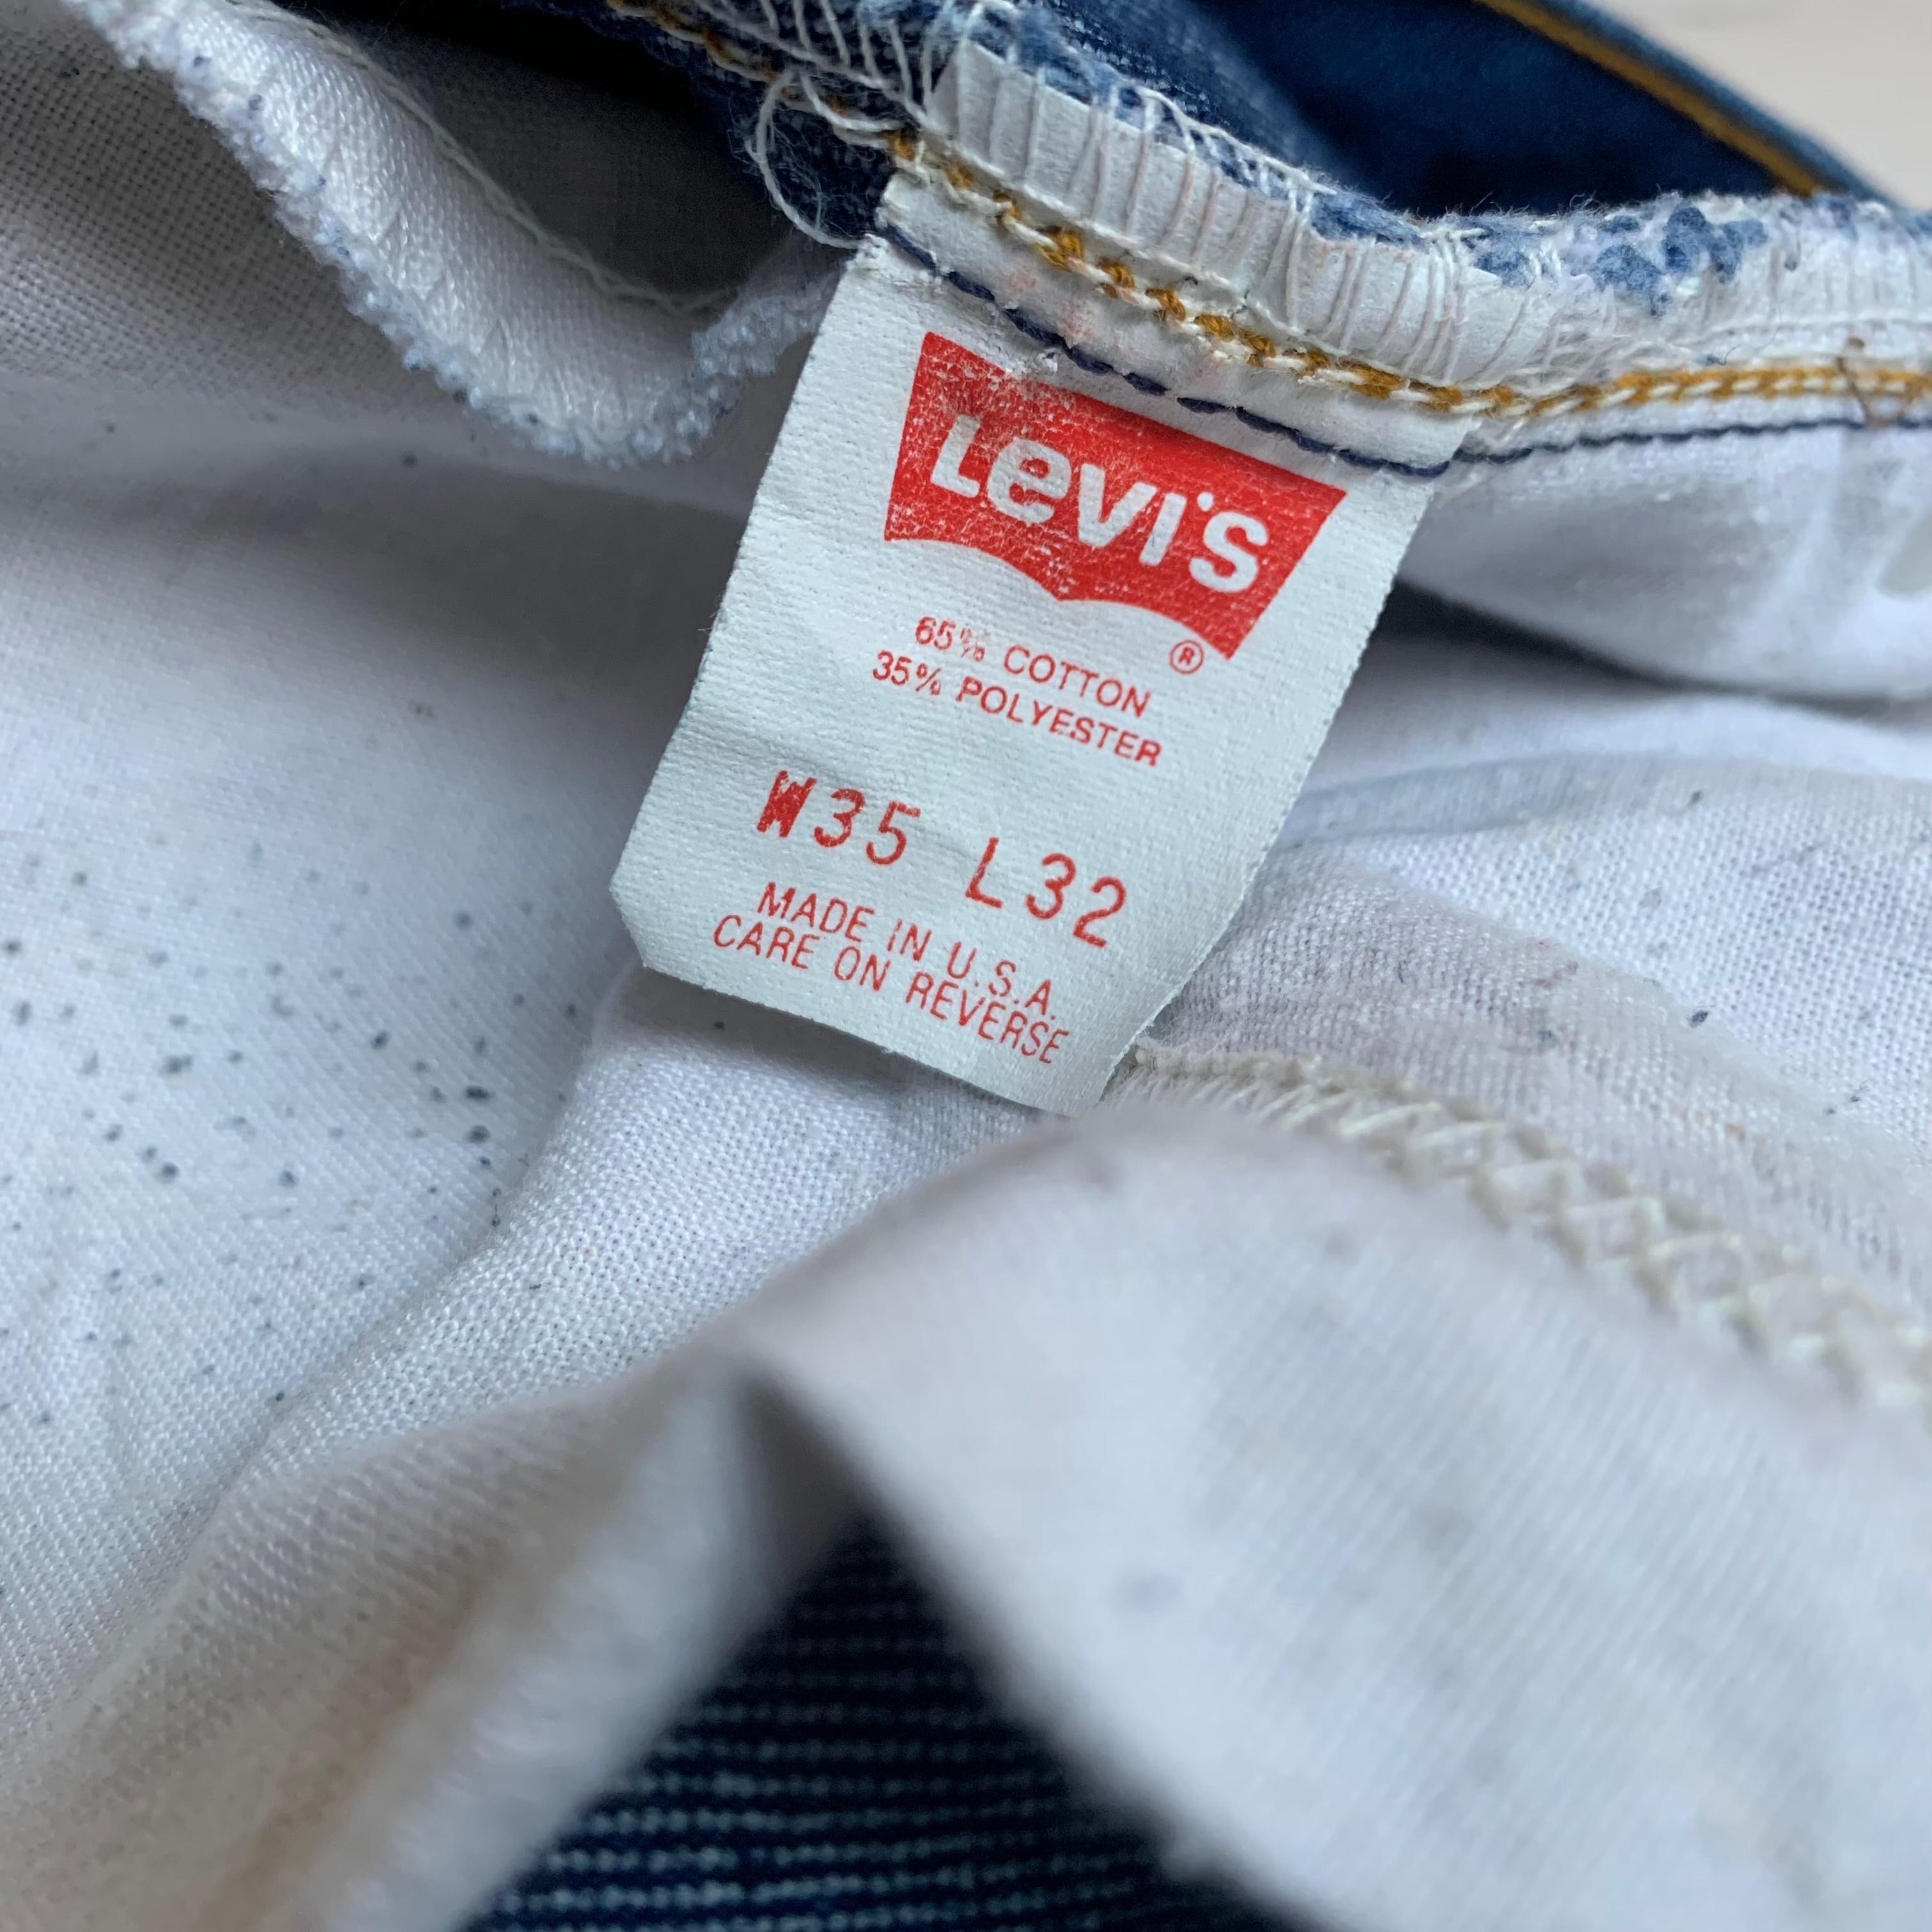 Levi's
®
65% COTTON
35% POLYESTER
W35 L32
MADE IN U.S.A.
CARE ON REVERSE